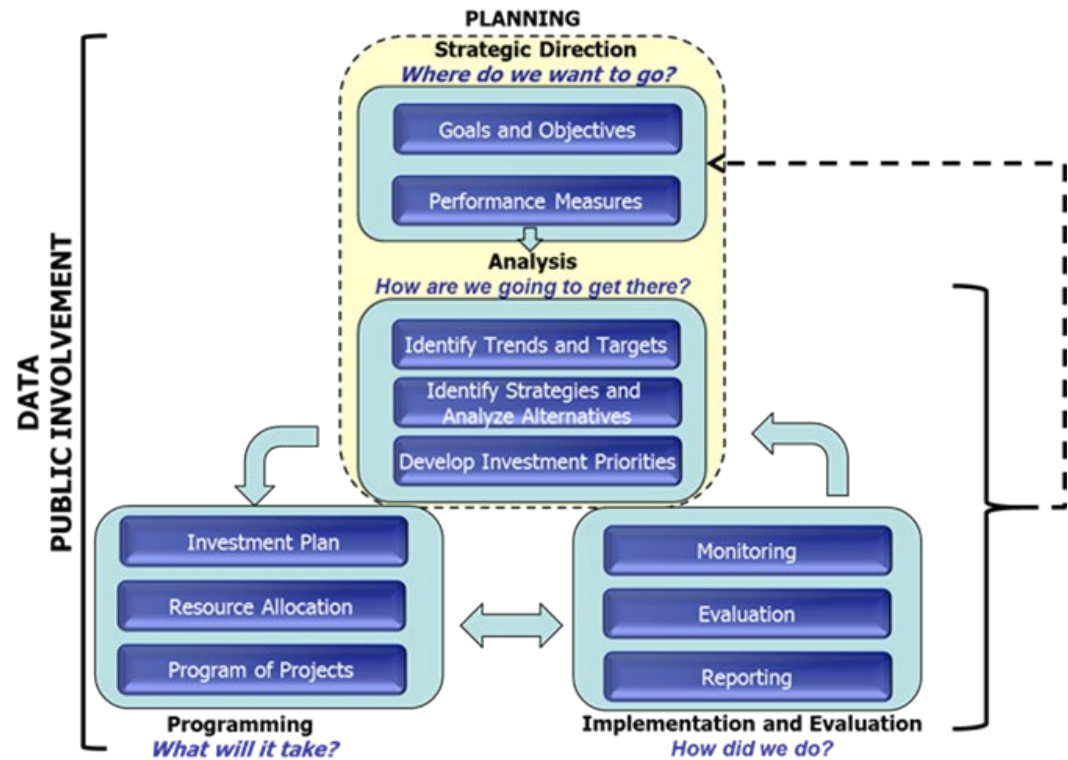 PLANNING
Strategic Direction
Where do we want to go?
Goals and Objectives
Performance Measures
Analysis
How are we going to get there?
Identify Trends and Targets
Identify Strategies and
Analyze Alternatives
Develop Investment Priorities
DATA
PUBLIC INVOLVEMENT
Investment Plan
Resource Allocation
Program of Projects
Programming
What will it take?
Monitoring
Evaluation
Reporting
Implementation and Evaluation
How did we do?